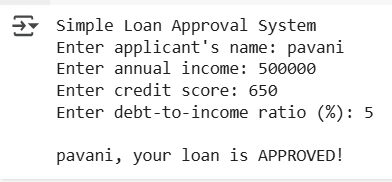 Simple Loan Approval System
Enter applicant's name: pavani
Enter annual income: 500000
Enter credit score: 650
Enter debt-to-income ratio (%): 5
pavani, your loan is APPROVED!